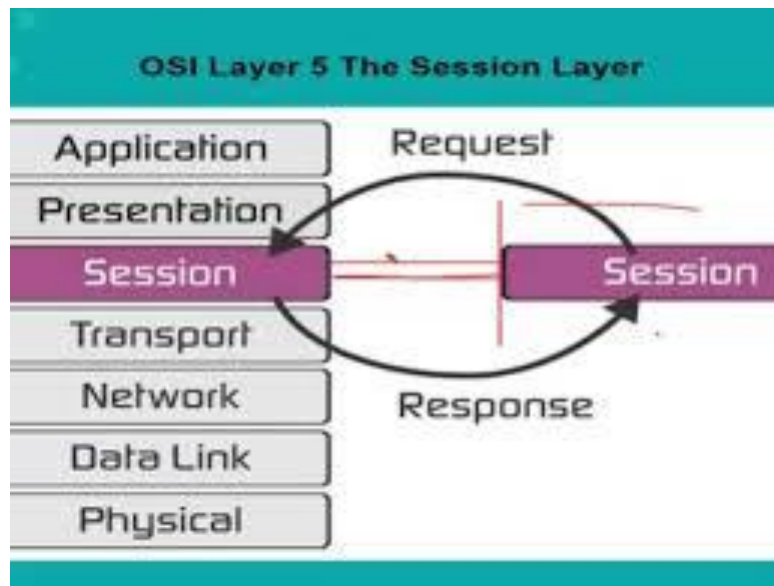 OSI Layer 5 The Session Layer
Application
Request
Presentation
Session
Session
Transport
Network
Response
Data Link
Physical